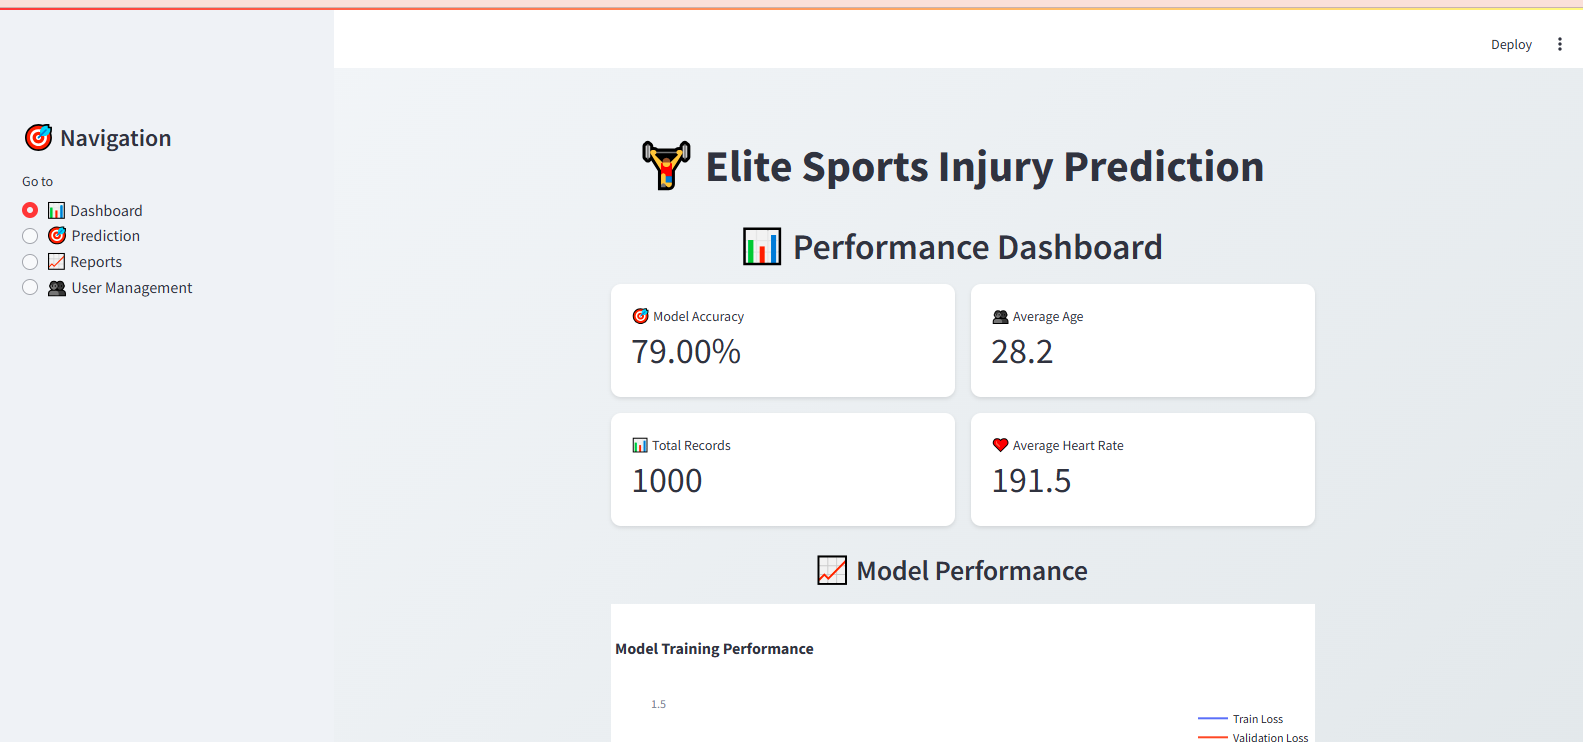 Deploy
Navigation
Go to
Dashboard
Prediction
Reports
User Management
Elite Sports Injury Prediction
Performance Dashboard
Model Accuracy
79.00%
Average Age
28.2
Total Records
1000
Average Heart Rate
191.5
Model Performance
Model Training Performance
1.5
Train Loss
Validation Loss